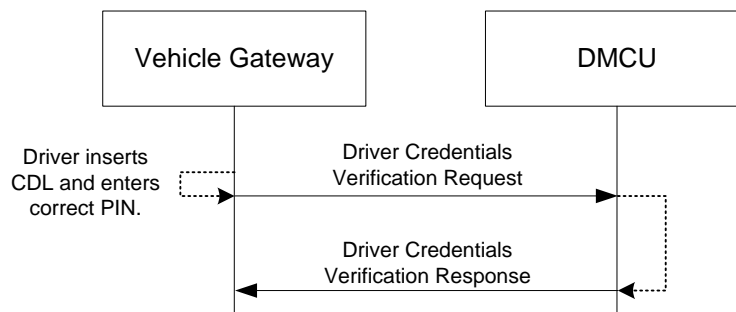 Vehicle Gateway
DMCU
Driver inserts
CDL and enters
correct PIN.
Driver Credentials
Verification Request
Driver Credentials
Verification Response